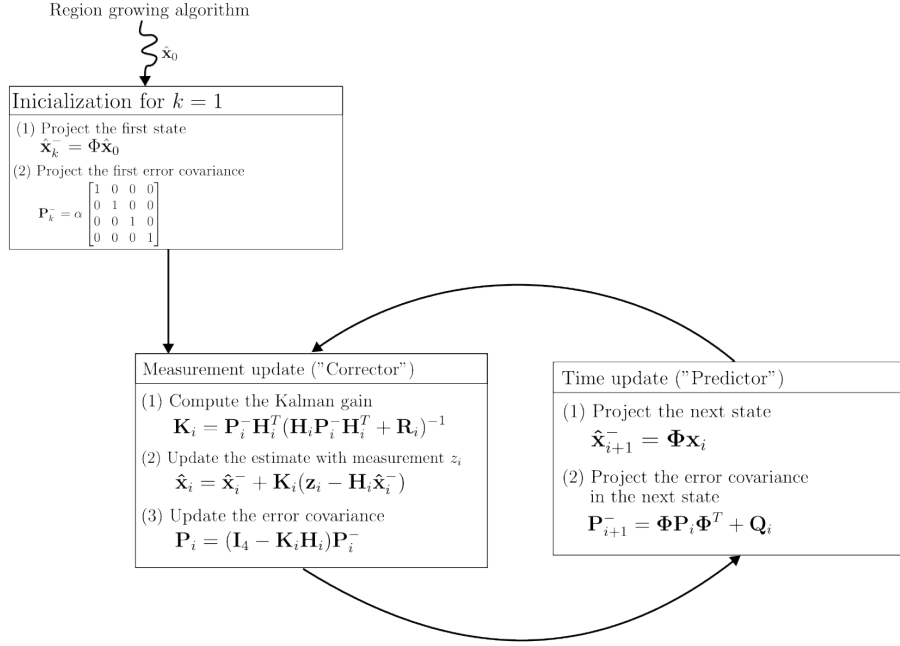 Region growing algorithm
x̂₀
Inicialization for k = 1
(1) Project the first state
x̂ₖ⁻ = Φx̂₀
(2) Project the first error covariance
Pₖ⁻ = α
1 0 0 0
0 1 0 0
0 0 1 0
0 0 0 1
Measurement update ("Corrector")
(1) Compute the Kalman gain
Kᵢ = Pᵢ⁻Hᵢᵀ(HᵢPᵢ⁻Hᵢᵀ + Rᵢ)⁻¹
(2) Update the estimate with measurement zᵢ
x̂ᵢ = x̂ᵢ⁻ + Kᵢ(zᵢ − Hᵢx̂ᵢ⁻)
(3) Update the error covariance
Pᵢ = (I₄ − KᵢHᵢ)Pᵢ⁻
Time update ("Predictor")
(1) Project the next state
x̂ᵢ₊₁⁻ = Φxᵢ
(2) Project the error covariance
in the next state
Pᵢ₊₁⁻ = ΦPᵢΦᵀ + Qᵢ